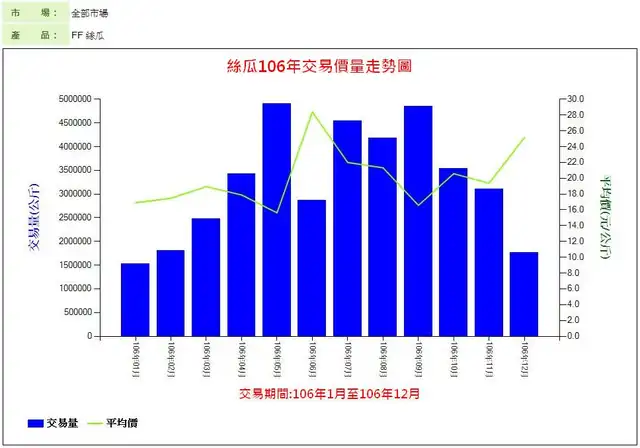 市　場： 全部市場
產　品： FF 絲瓜
絲瓜106年交易價量走勢圖
交易量(公斤)
5000000
4500000
4000000
3500000
3000000
2500000
2000000
1500000
1000000
500000
0
30.0
28.0
26.0
24.0
22.0
20.0
18.0
16.0
14.0
12.0
10.0
8.0
6.0
4.0
2.0
0.0
平均價(元/公斤)
106年01月
106年02月
106年03月
106年04月
106年05月
106年06月
106年07月
106年08月
106年09月
106年10月
106年11月
106年12月
交易期間:106年1月至106年12月
交易量 平均價